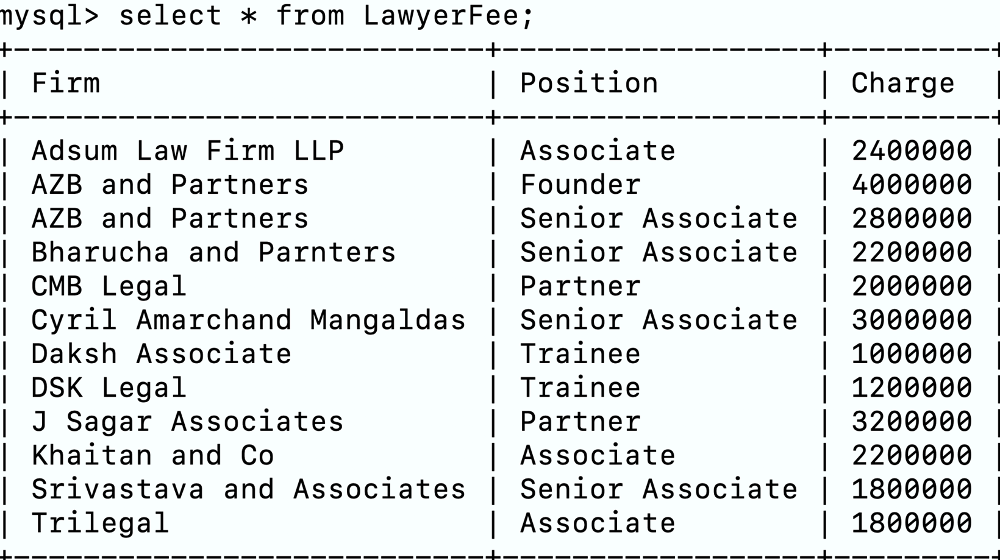 mysql> select * from LawyerFee;
+---------------------------+------------------+---------+
| Firm                      | Position         | Charge  |
+---------------------------+------------------+---------+
| Adsum Law Firm LLP        | Associate        | 2400000 |
| AZB and Partners          | Founder          | 4000000 |
| AZB and Partners          | Senior Associate | 2800000 |
| Bharucha and Parnters     | Senior Associate | 2200000 |
| CMB Legal                 | Partner          | 2000000 |
| Cyril Amarchand Mangaldas | Senior Associate | 3000000 |
| Daksh Associate           | Trainee          | 1000000 |
| DSK Legal                 | Trainee          | 1200000 |
| J Sagar Associates        | Partner          | 3200000 |
| Khaitan and Co            | Associate        | 2200000 |
| Srivastava and Associates | Senior Associate | 1800000 |
| Trilegal                  | Associate        | 1800000 |
+---------------------------+------------------+---------+